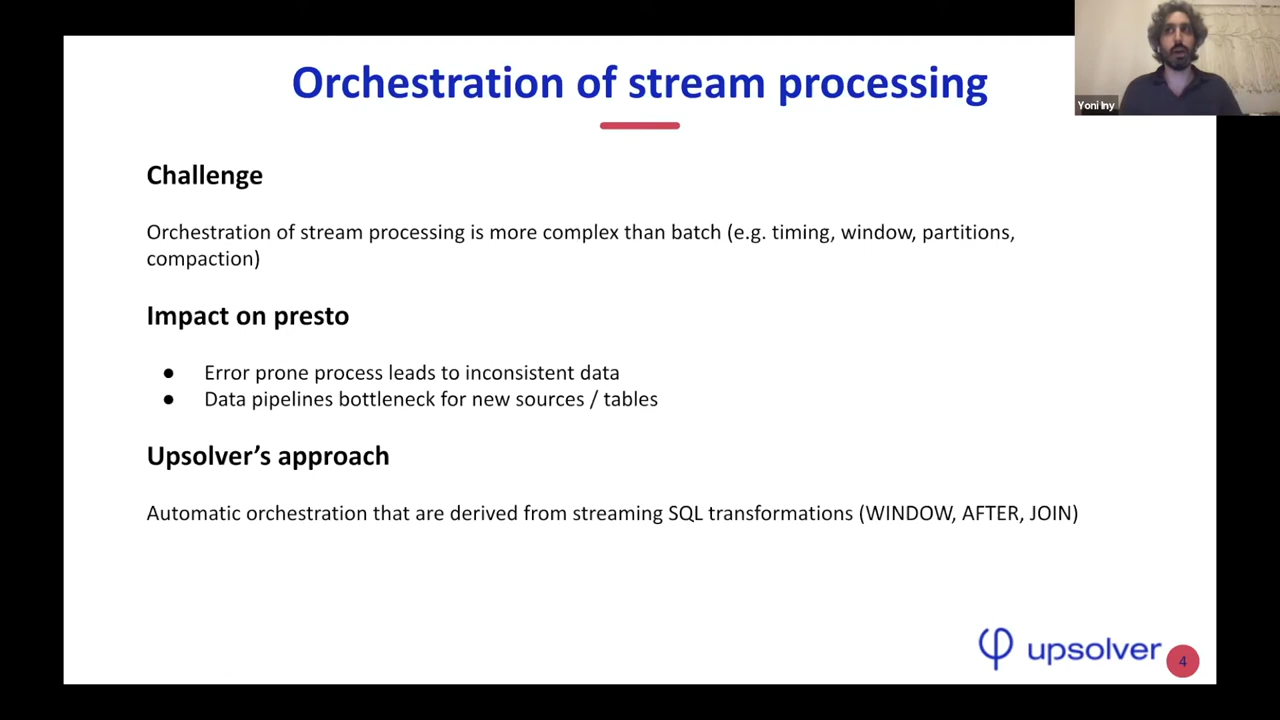 Orchestration of stream processing
Yoni Iny
Challenge
Orchestration of stream processing is more complex than batch (e.g. timing, window, partitions,
compaction)
Impact on presto
● Error prone process leads to inconsistent data
● Data pipelines bottleneck for new sources / tables
Upsolver’s approach
Automatic orchestration that are derived from streaming SQL transformations (WINDOW, AFTER, JOIN)
upsolver
4